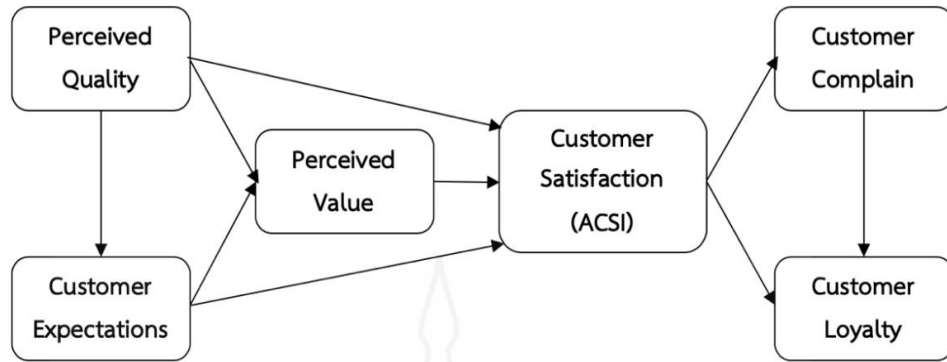 Perceived
Quality
Customer
Complain
Perceived
Value
Customer
Satisfaction
(ACSI)
Customer
Expectations
Customer
Loyalty